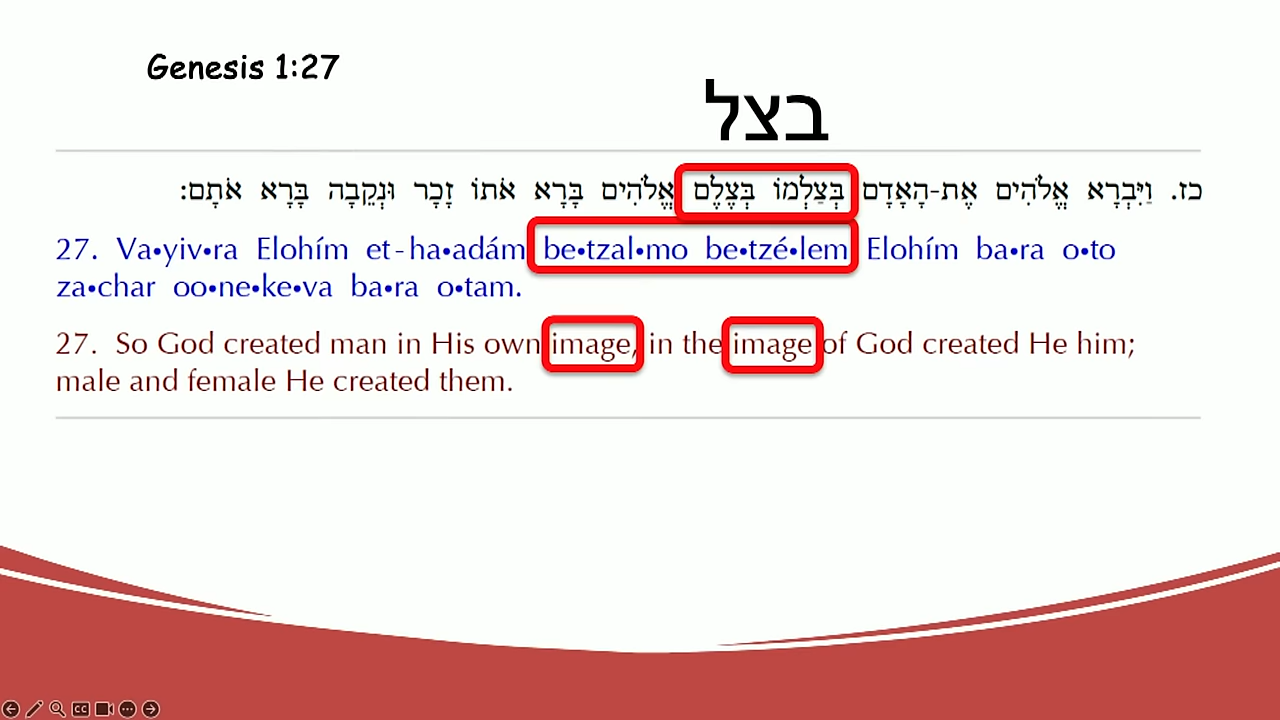 Genesis 1:27
בצל
כז. וַיִּבְרָא אֱלֹהִים אֶת-הָאָדָם בְּצַלְמוֹ בְּצֶלֶם אֱלֹהִים בָּרָא אֹתוֹ זָכָר וּנְקֵבָה בָּרָא אֹתָם:
27. Va•yiv•ra Elohím et-ha•adám be•tzal•mo be•tzé•lem Elohím ba•ra o•to
za•char oo•ne•ke•va ba•ra o•tam.
27. So God created man in His own image, in the image of God created He him;
male and female He created them.
CC